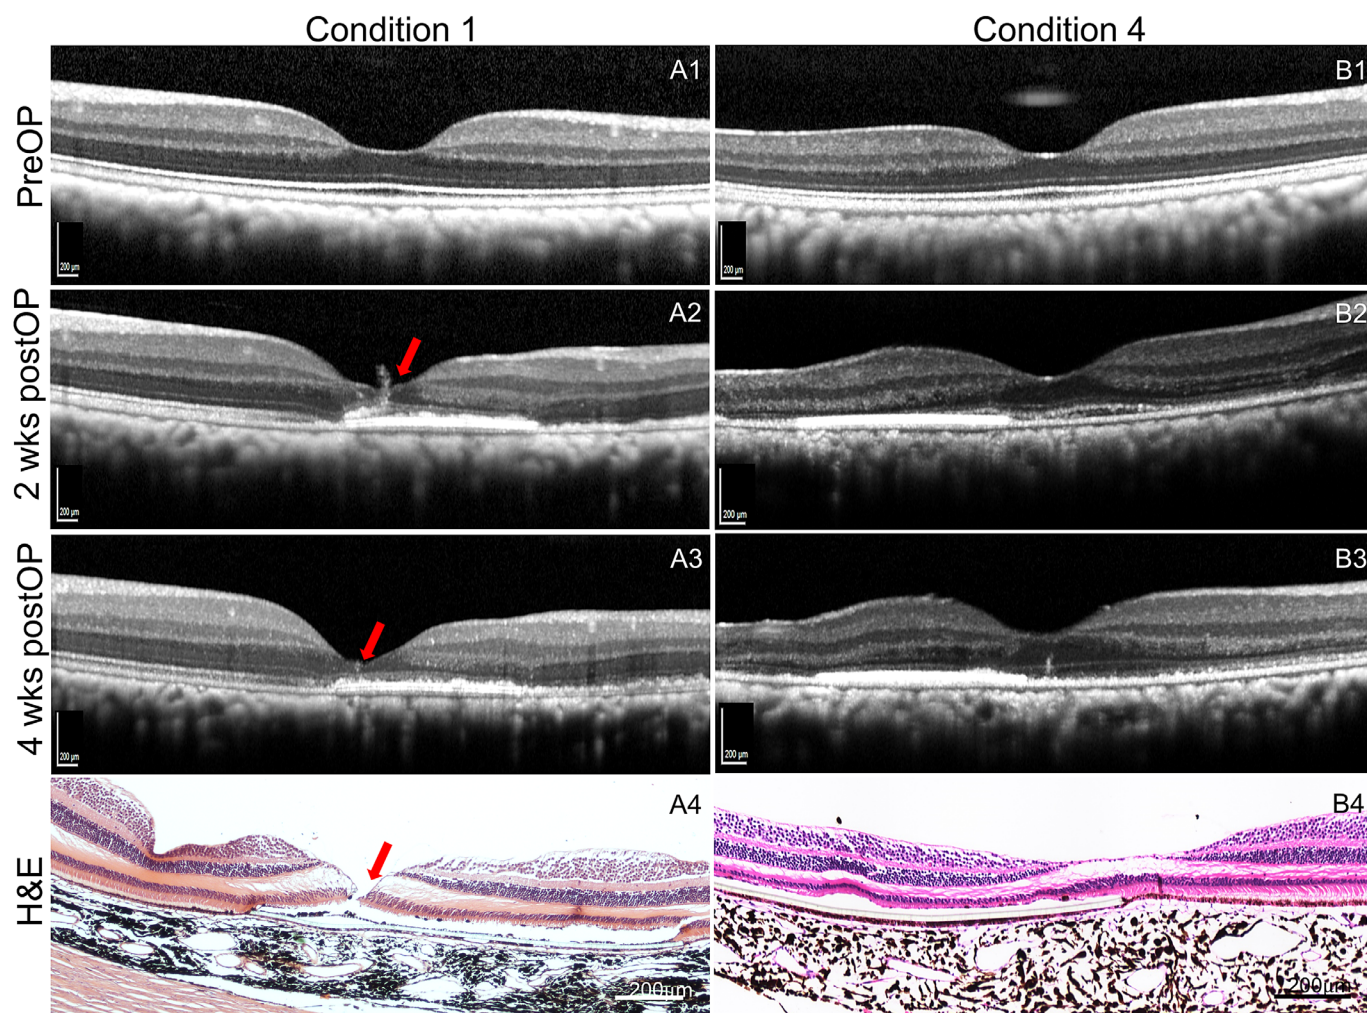 Condition 1
Condition 4
PreOP
A1
200 µm
B1
200 µm
2 wks postOP
A2
200 µm
B2
200 µm
4 wks postOP
A3
200 µm
B3
200 µm
H&E
A4
200µm
B4
200µm